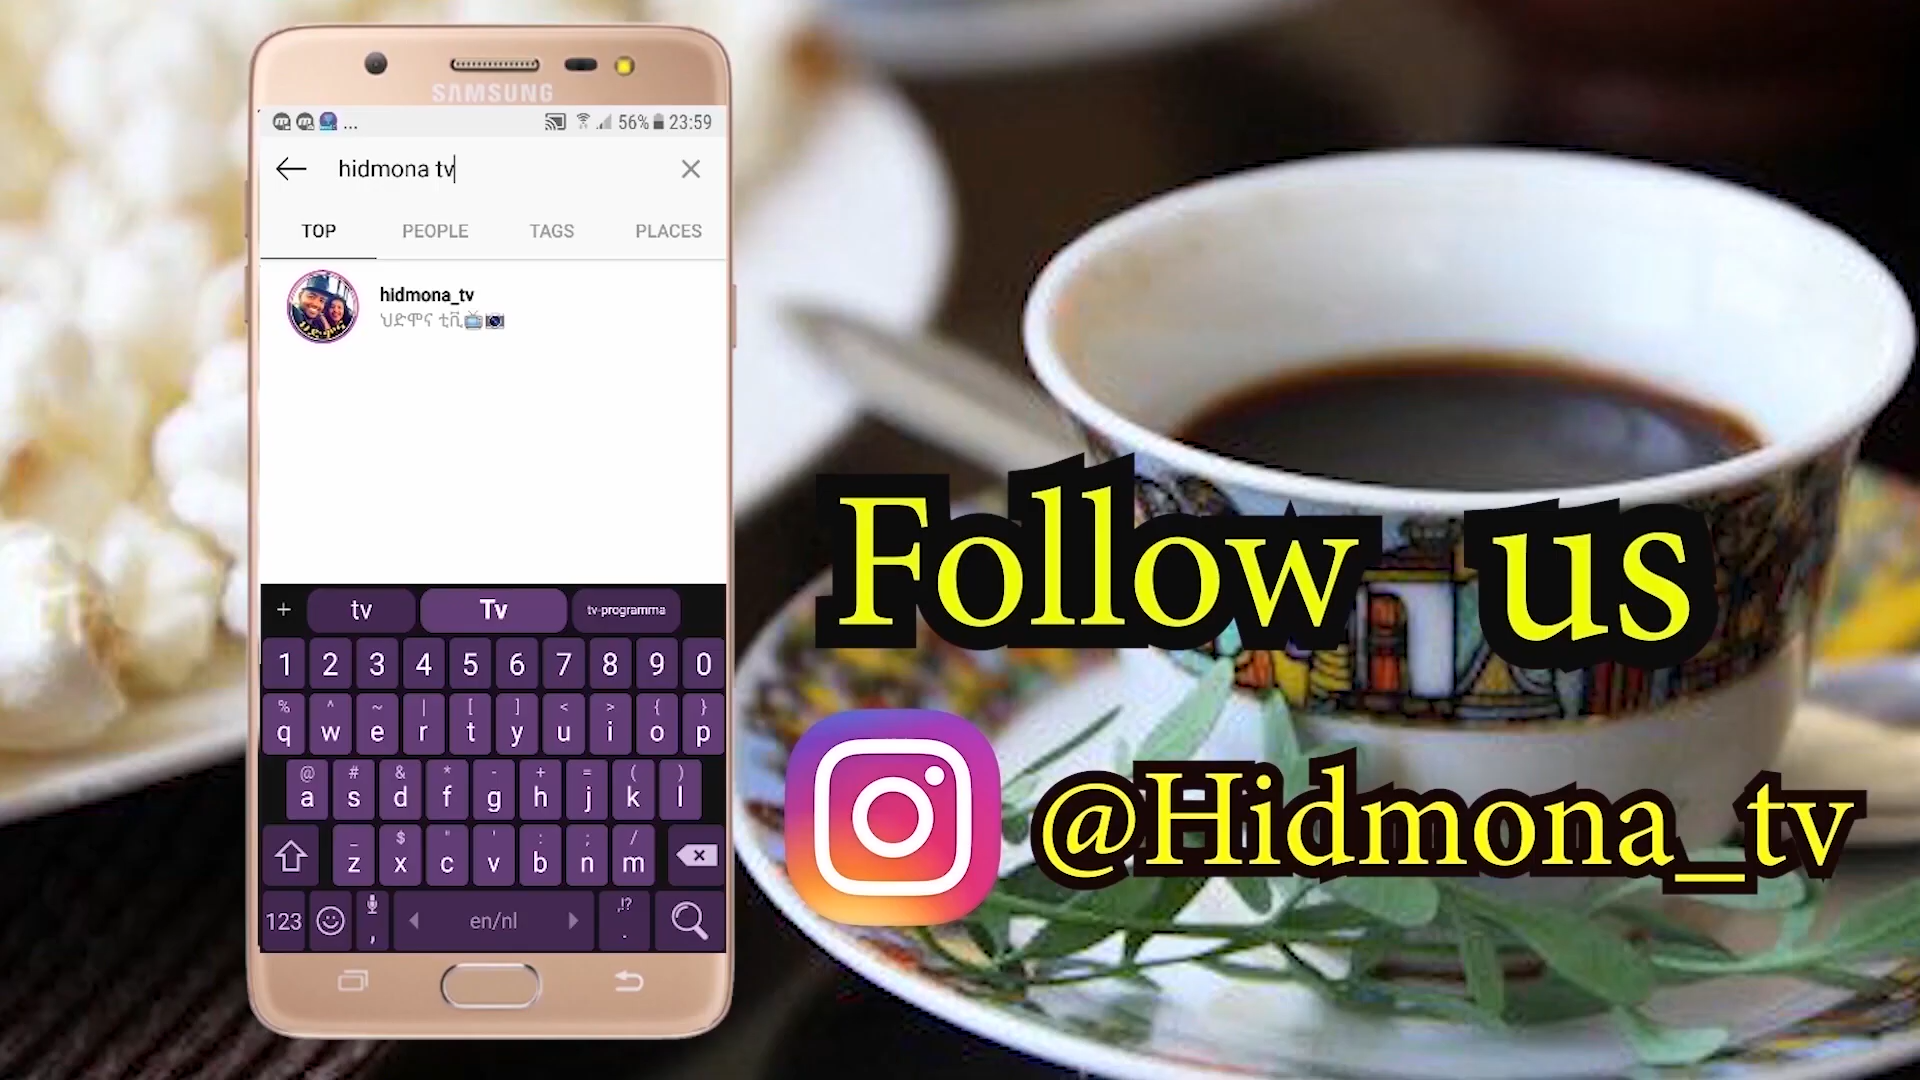 SAMSUNG
... 56% 23:59
hidmona tv
TOP PEOPLE TAGS PLACES
hidmona_tv
ህድሞና ቲቪ
+ tv Tv tv-programma
1 2 3 4 5 6 7 8 9 0
% ^ ~ | [ ] < > { }
q w e r t y u i o p
@ # & * - + = ( )
a s d f g h j k l
_ $ " ' : ; /
z x c v b n m
123 , en/nl ,!? .
Follow us
@Hidmona_tv